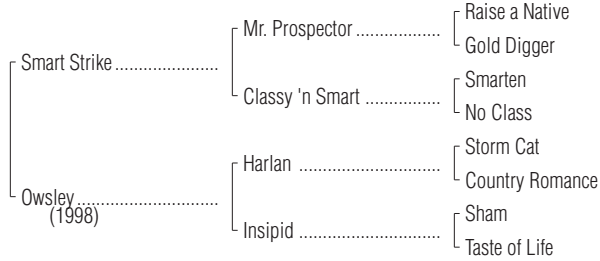 Raise a Native
Mr. Prospector ..................
Gold Digger
Smart Strike ......................
Smarten
Classy 'n Smart ................
No Class
Storm Cat
Harlan ..............................
Country Romance
Owsley ..............................
(1998)
Sham
Insipid ..............................
Taste of Life